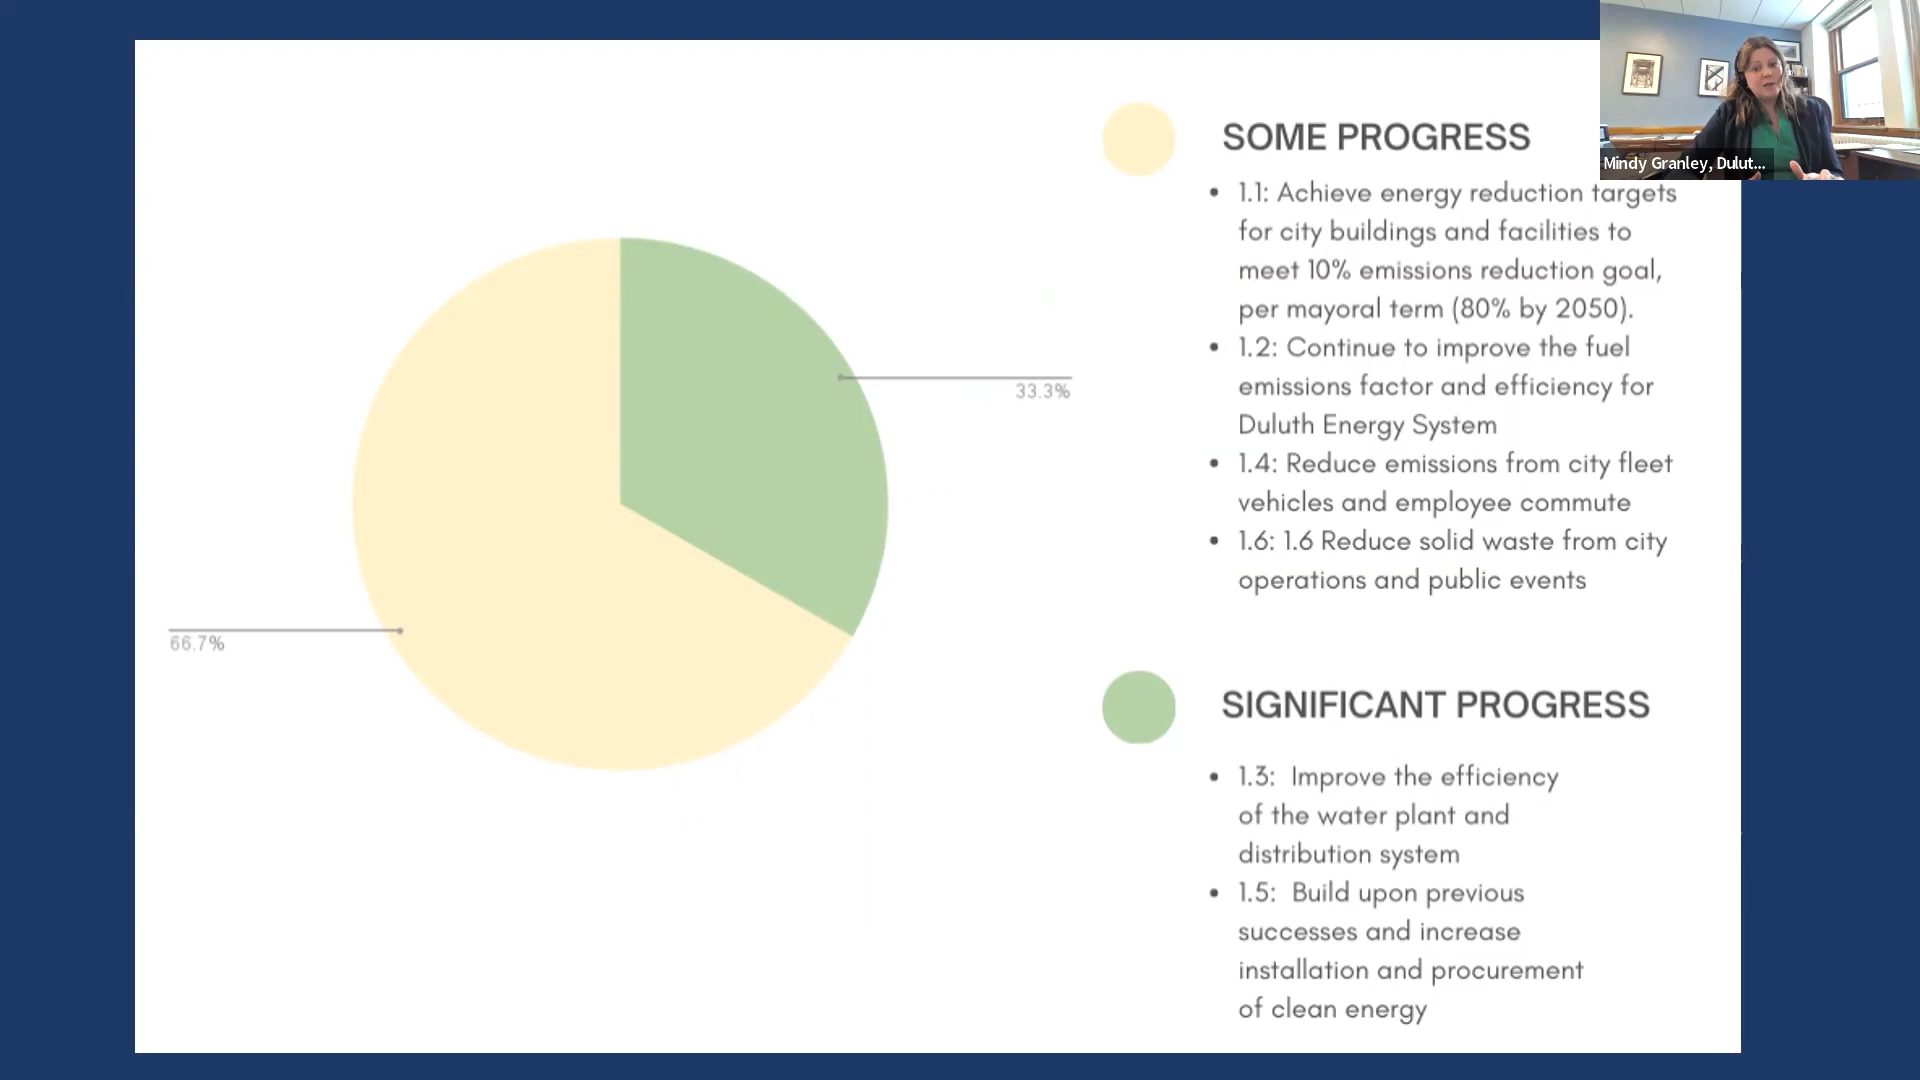 SOME PROGRESS
• 1.1: Achieve energy reduction targets
for city buildings and facilities to
meet 10% emissions reduction goal,
per mayoral term (80% by 2050).
• 1.2: Continue to improve the fuel
emissions factor and efficiency for
Duluth Energy System
• 1.4: Reduce emissions from city fleet
vehicles and employee commute
• 1.6: 1.6 Reduce solid waste from city
operations and public events
SIGNIFICANT PROGRESS
• 1.3: Improve the efficiency
of the water plant and
distribution system
• 1.5: Build upon previous
successes and increase
installation and procurement
of clean energy
33.3%
66.7%
Mindy Granley, Dulut...